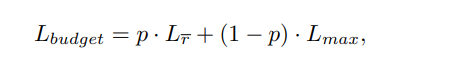 L_{budget} = p · L_{\overline{r}} + (1 − p) · L_{max},